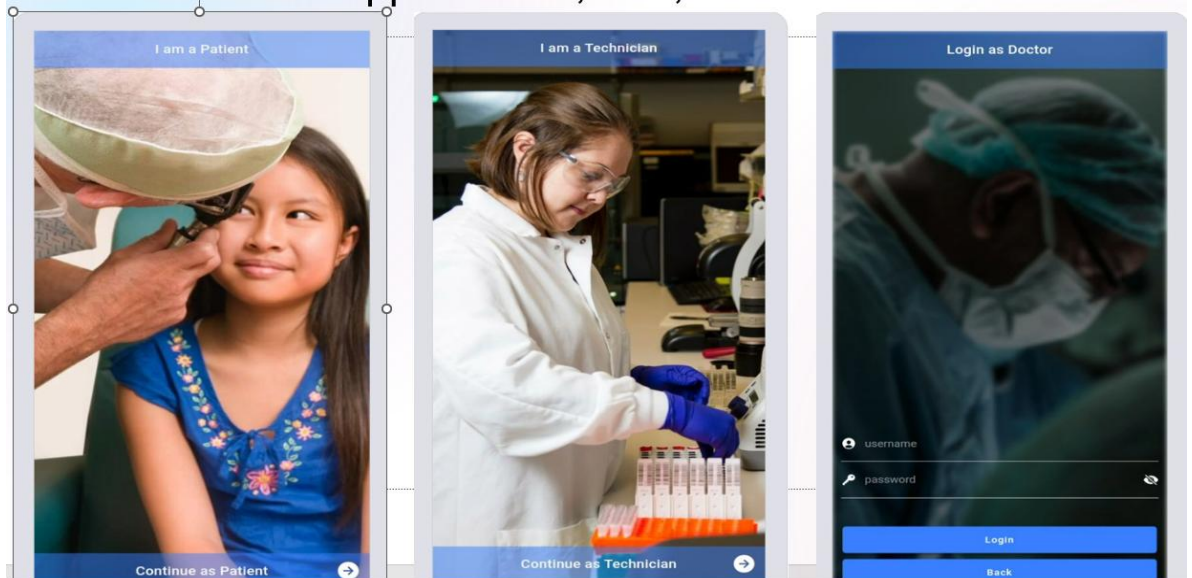 I am a Patient
Continue as Patient
I am a Technician
Continue as Technician
Login as Doctor
username
password
Login
Back